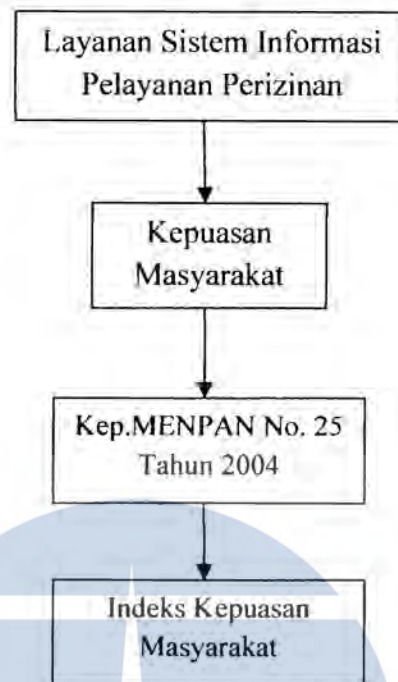 Layanan Sistem Informasi
Pelayanan Perizinan
Kepuasan
Masyarakat
Kep.MENPAN No. 25
Tahun 2004
Indeks Kepuasan
Masyarakat